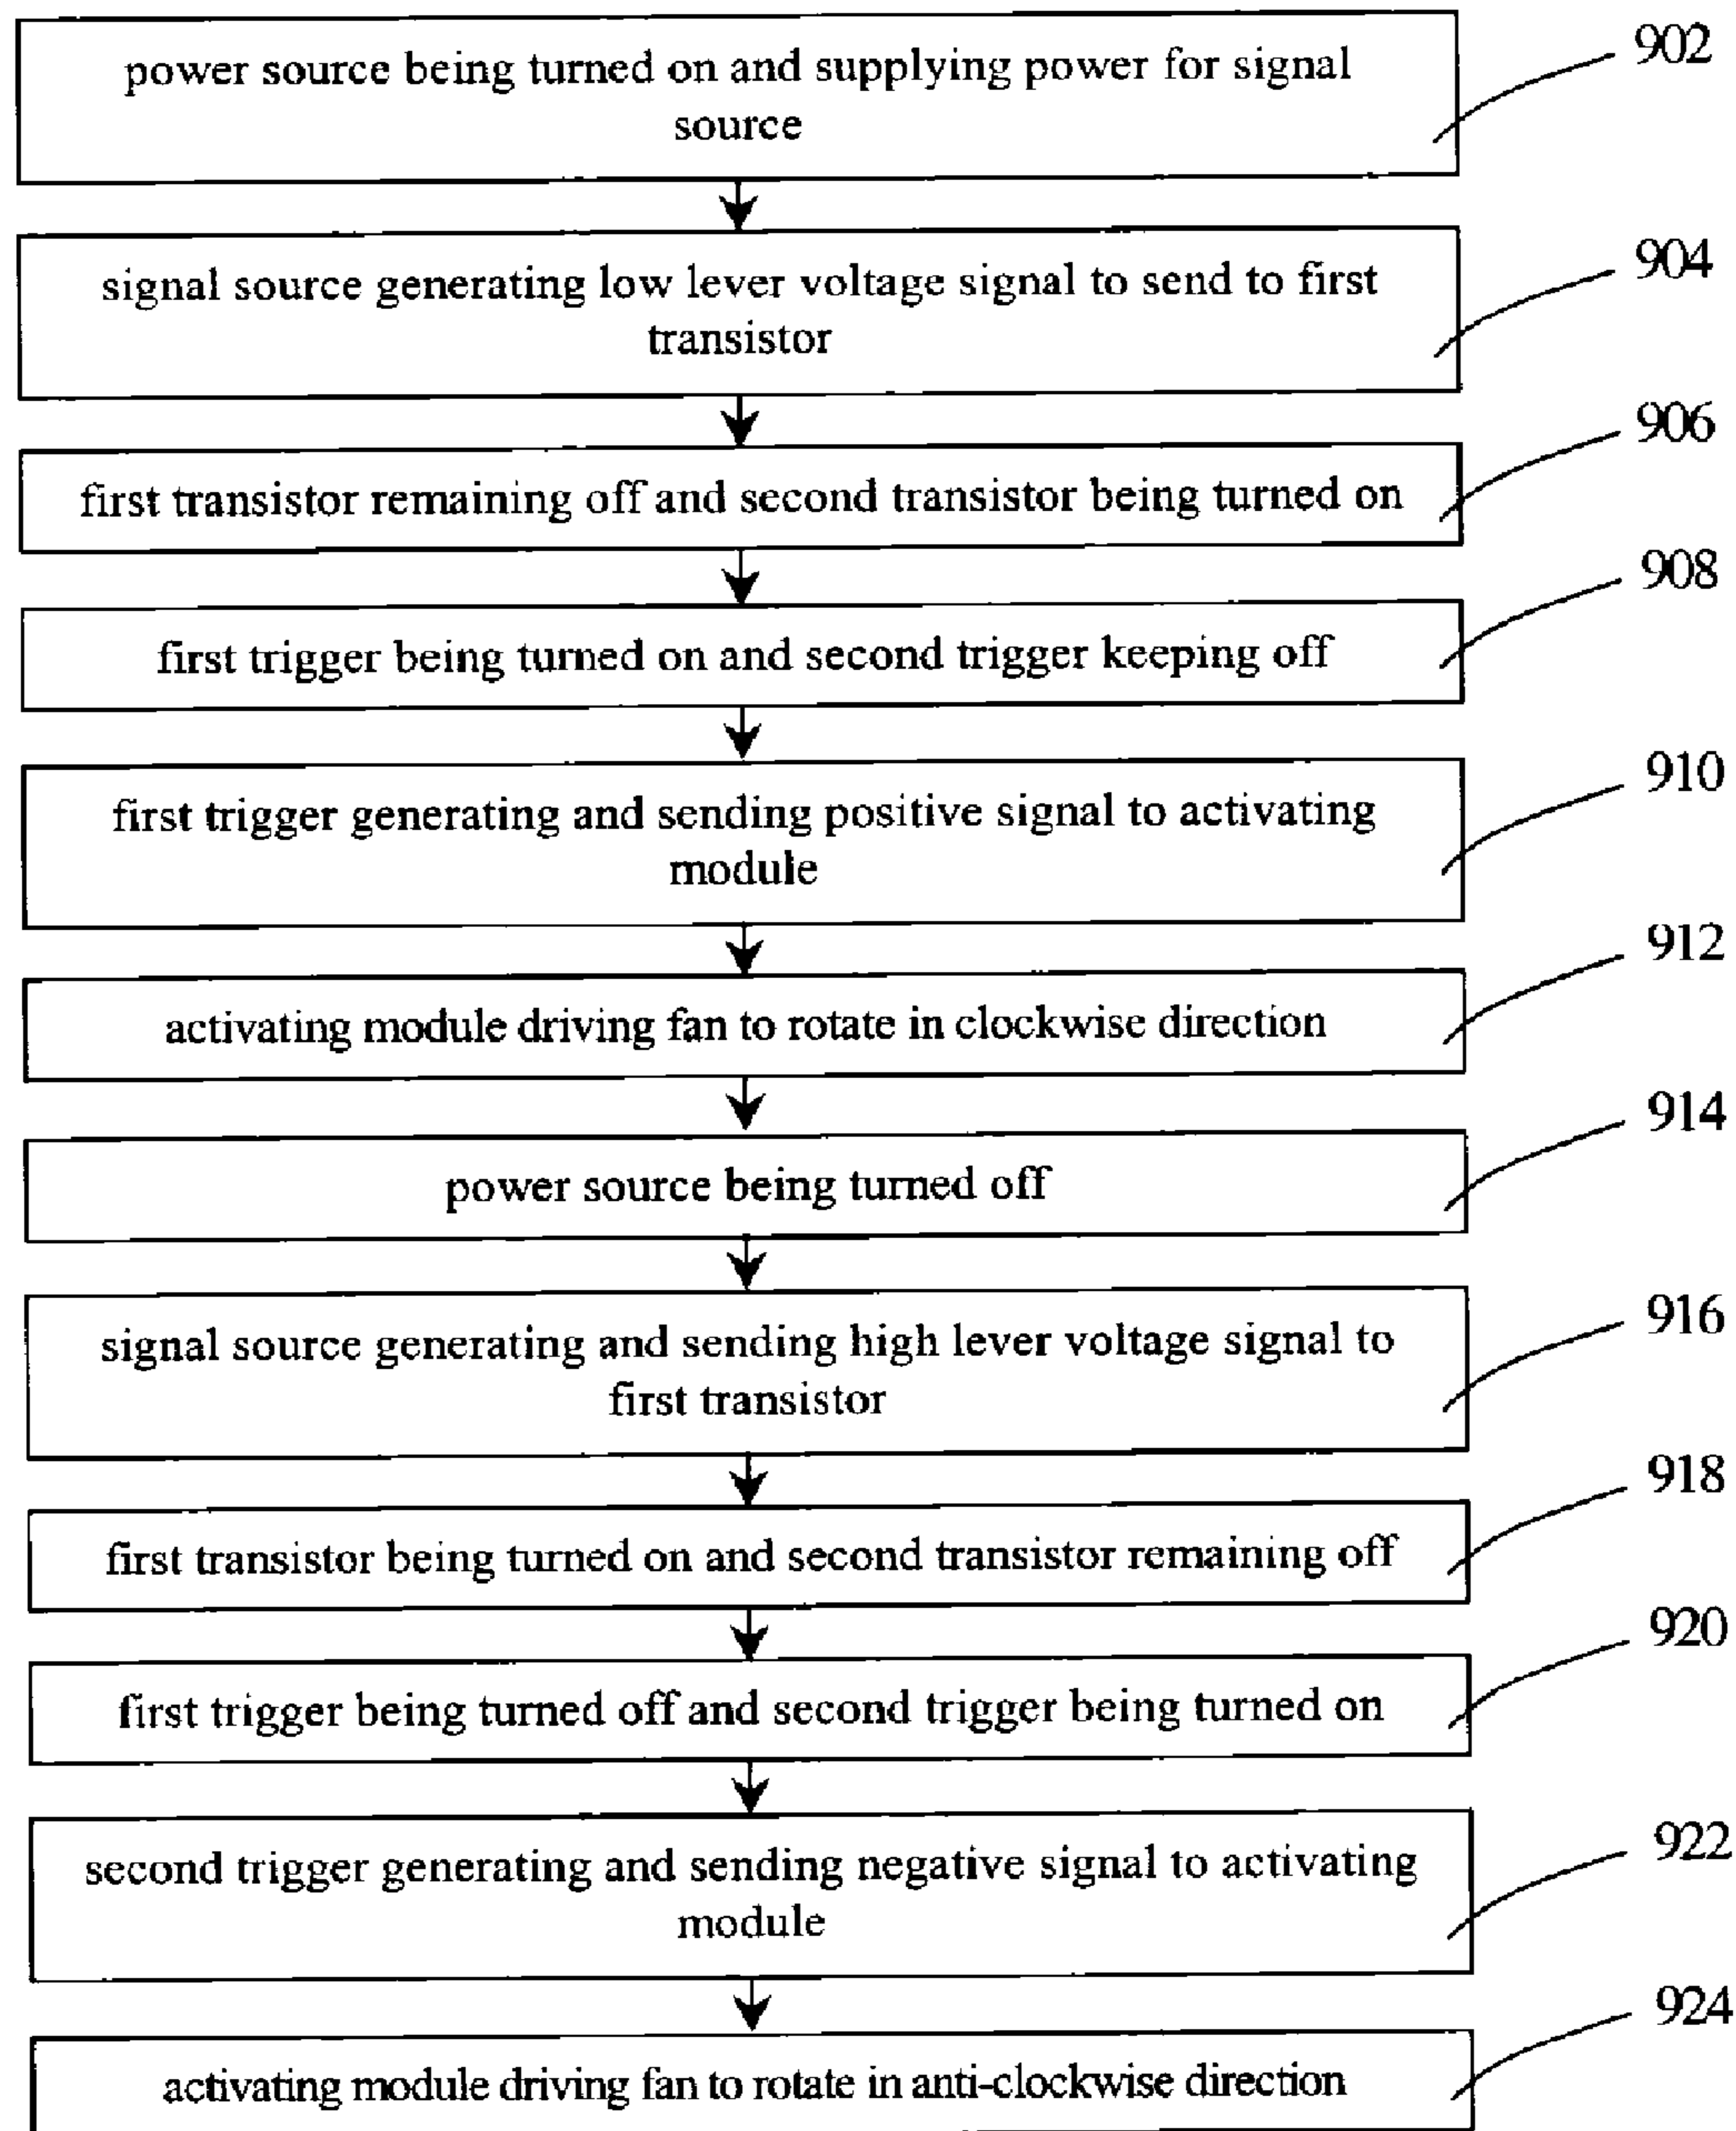 power source being turned on and supplying power for signal
source
902
signal source generating low lever voltage signal to send to first
transistor
904
first transistor remaining off and second transistor being turned on
906
first trigger being turned on and second trigger keeping off
908
first trigger generating and sending positive signal to activating
module
910
activating module driving fan to rotate in clockwise direction
912
power source being turned off
914
signal source generating and sending high lever voltage signal to
first transistor
916
first transistor being turned on and second transistor remaining off
918
first trigger being turned off and second trigger being turned on
920
second trigger generating and sending negative signal to activating
module
922
activating module driving fan to rotate in anti-clockwise direction
924